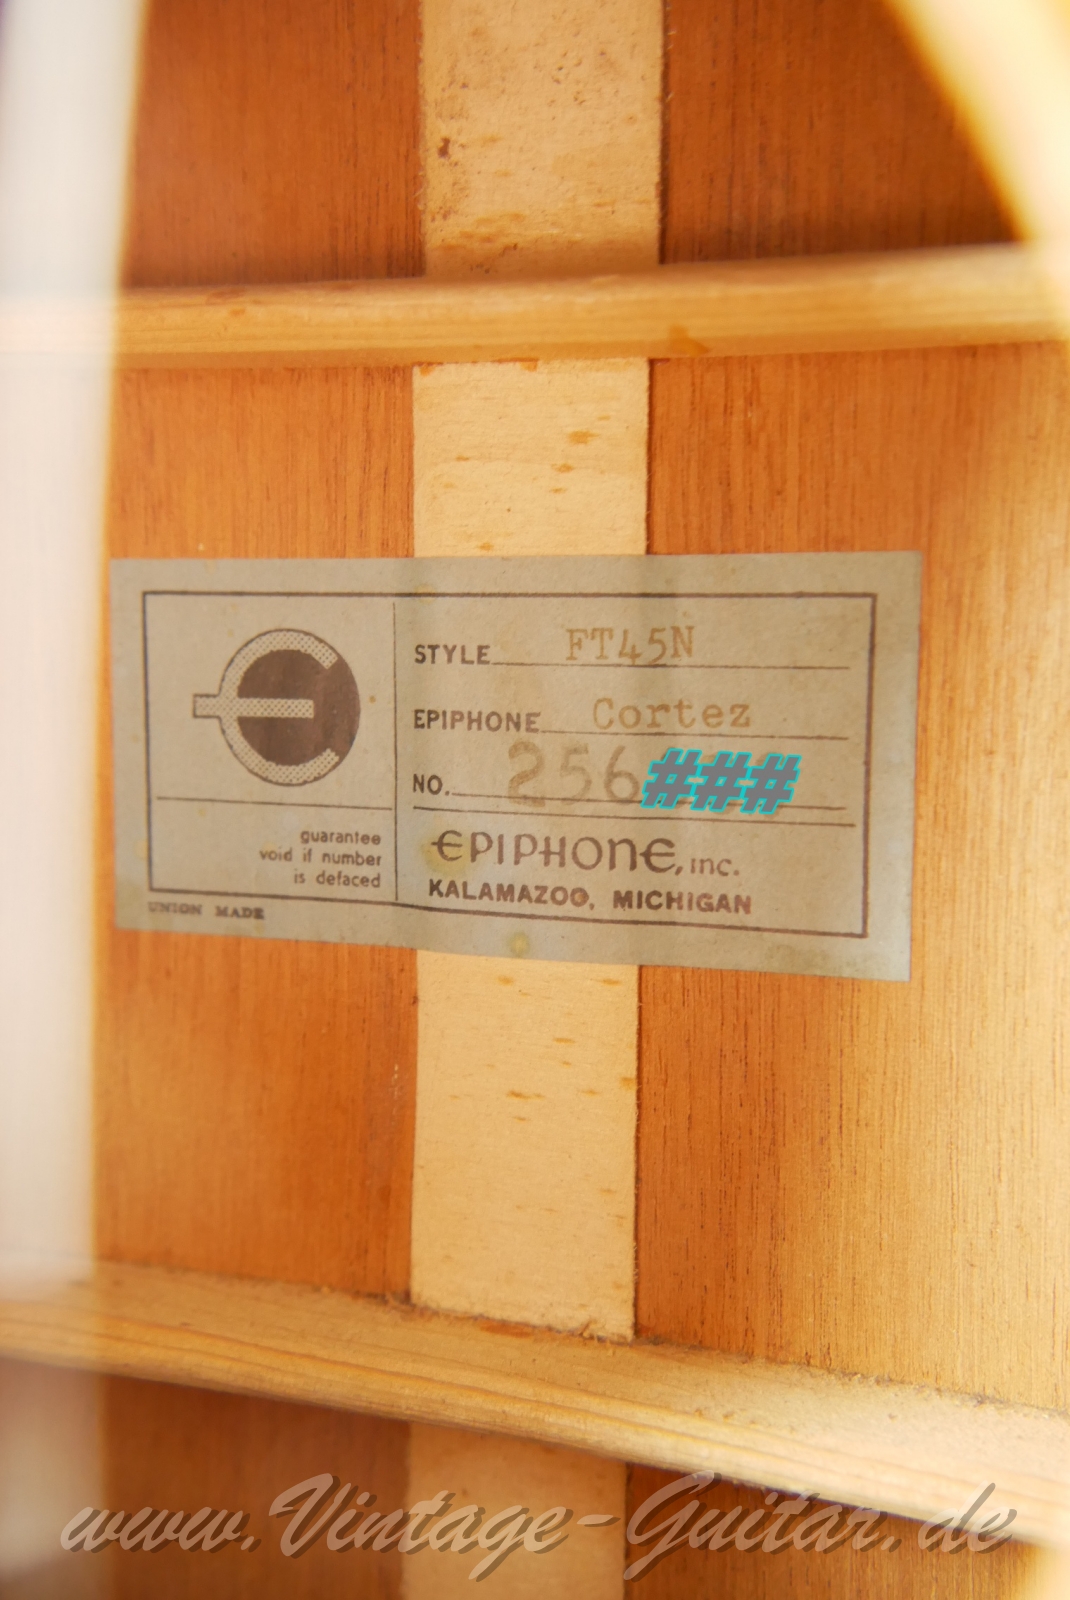 STYLE FT45N
EPIPHONE Cortez
NO. 256###
guarantee
void if number
is defaced
EPIPHONE, inc.
KALAMAZOO, MICHIGAN
UNION MADE
www.Vintage-Guitar.de